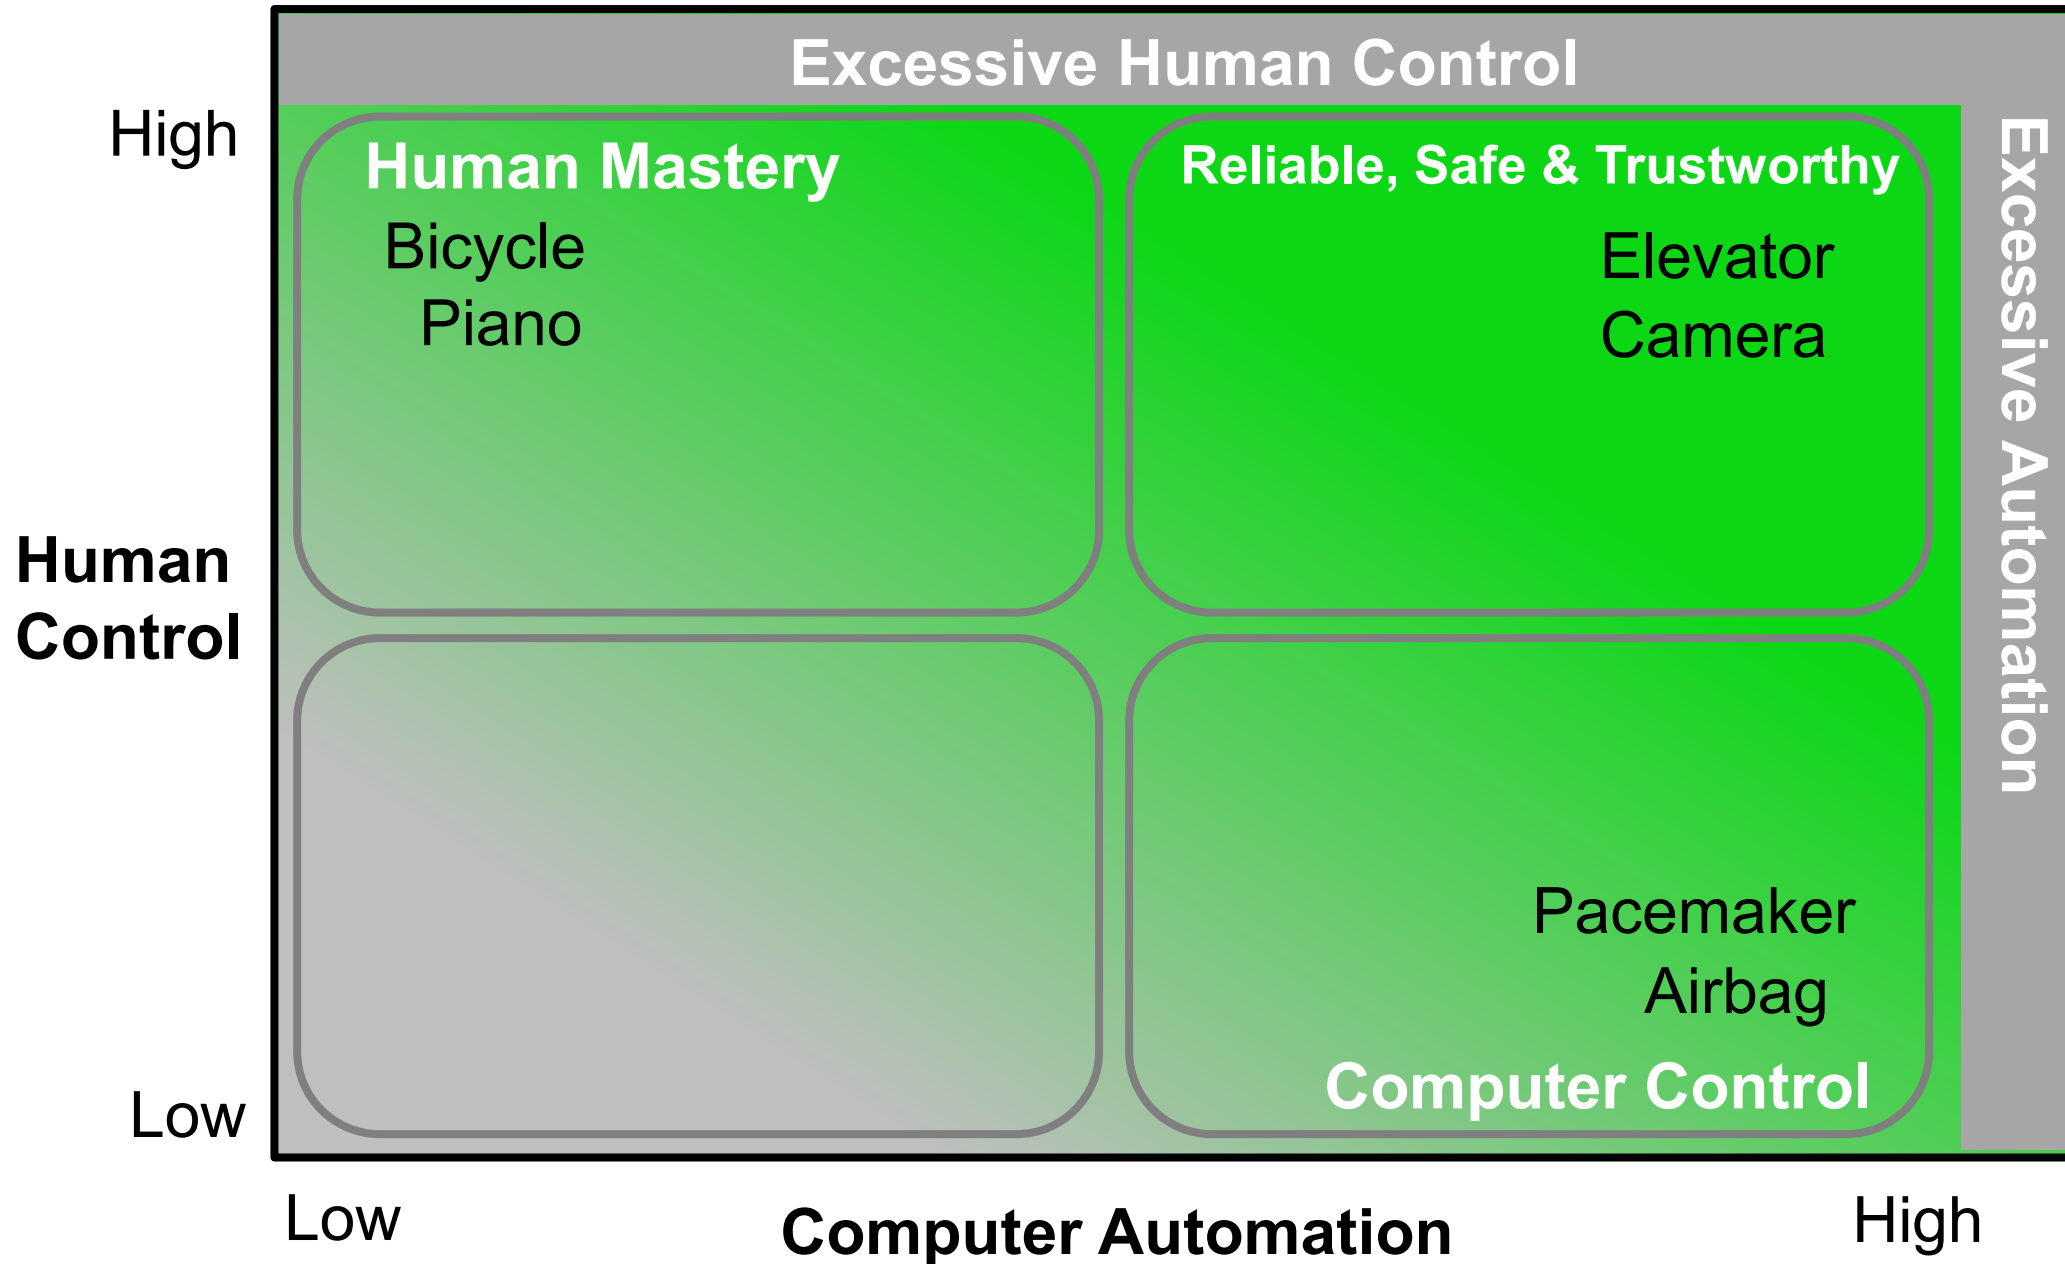 Excessive Human Control
High
Human Mastery
Bicycle
Piano
Reliable, Safe & Trustworthy
Elevator
Camera
Excessive Automation
Human
Control
Pacemaker
Airbag
Computer Control
Low
Low
Computer Automation
High